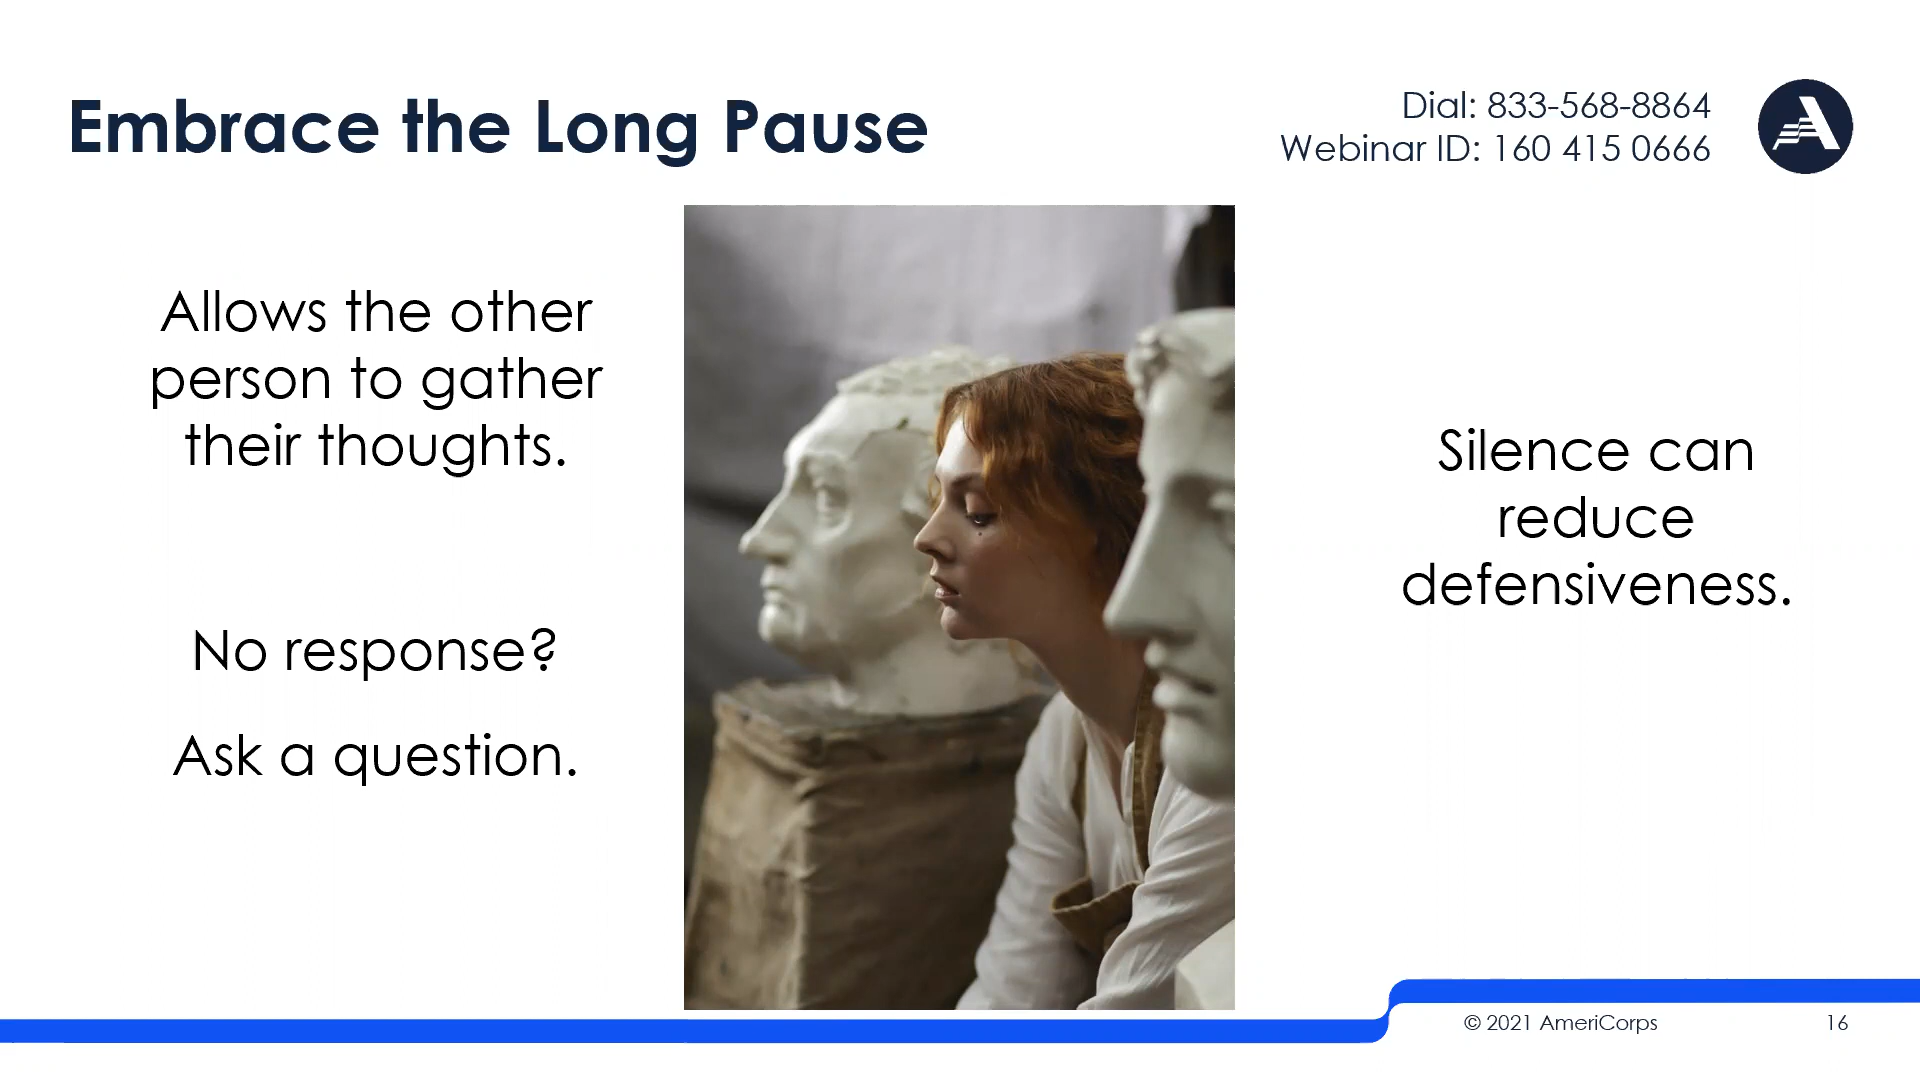 Embrace the Long Pause
Dial: 833-568-8864
Webinar ID: 160 415 0666
Allows the other
person to gather
their thoughts.
No response?
Ask a question.
Silence can
reduce
defensiveness.
© 2021 AmeriCorps
16